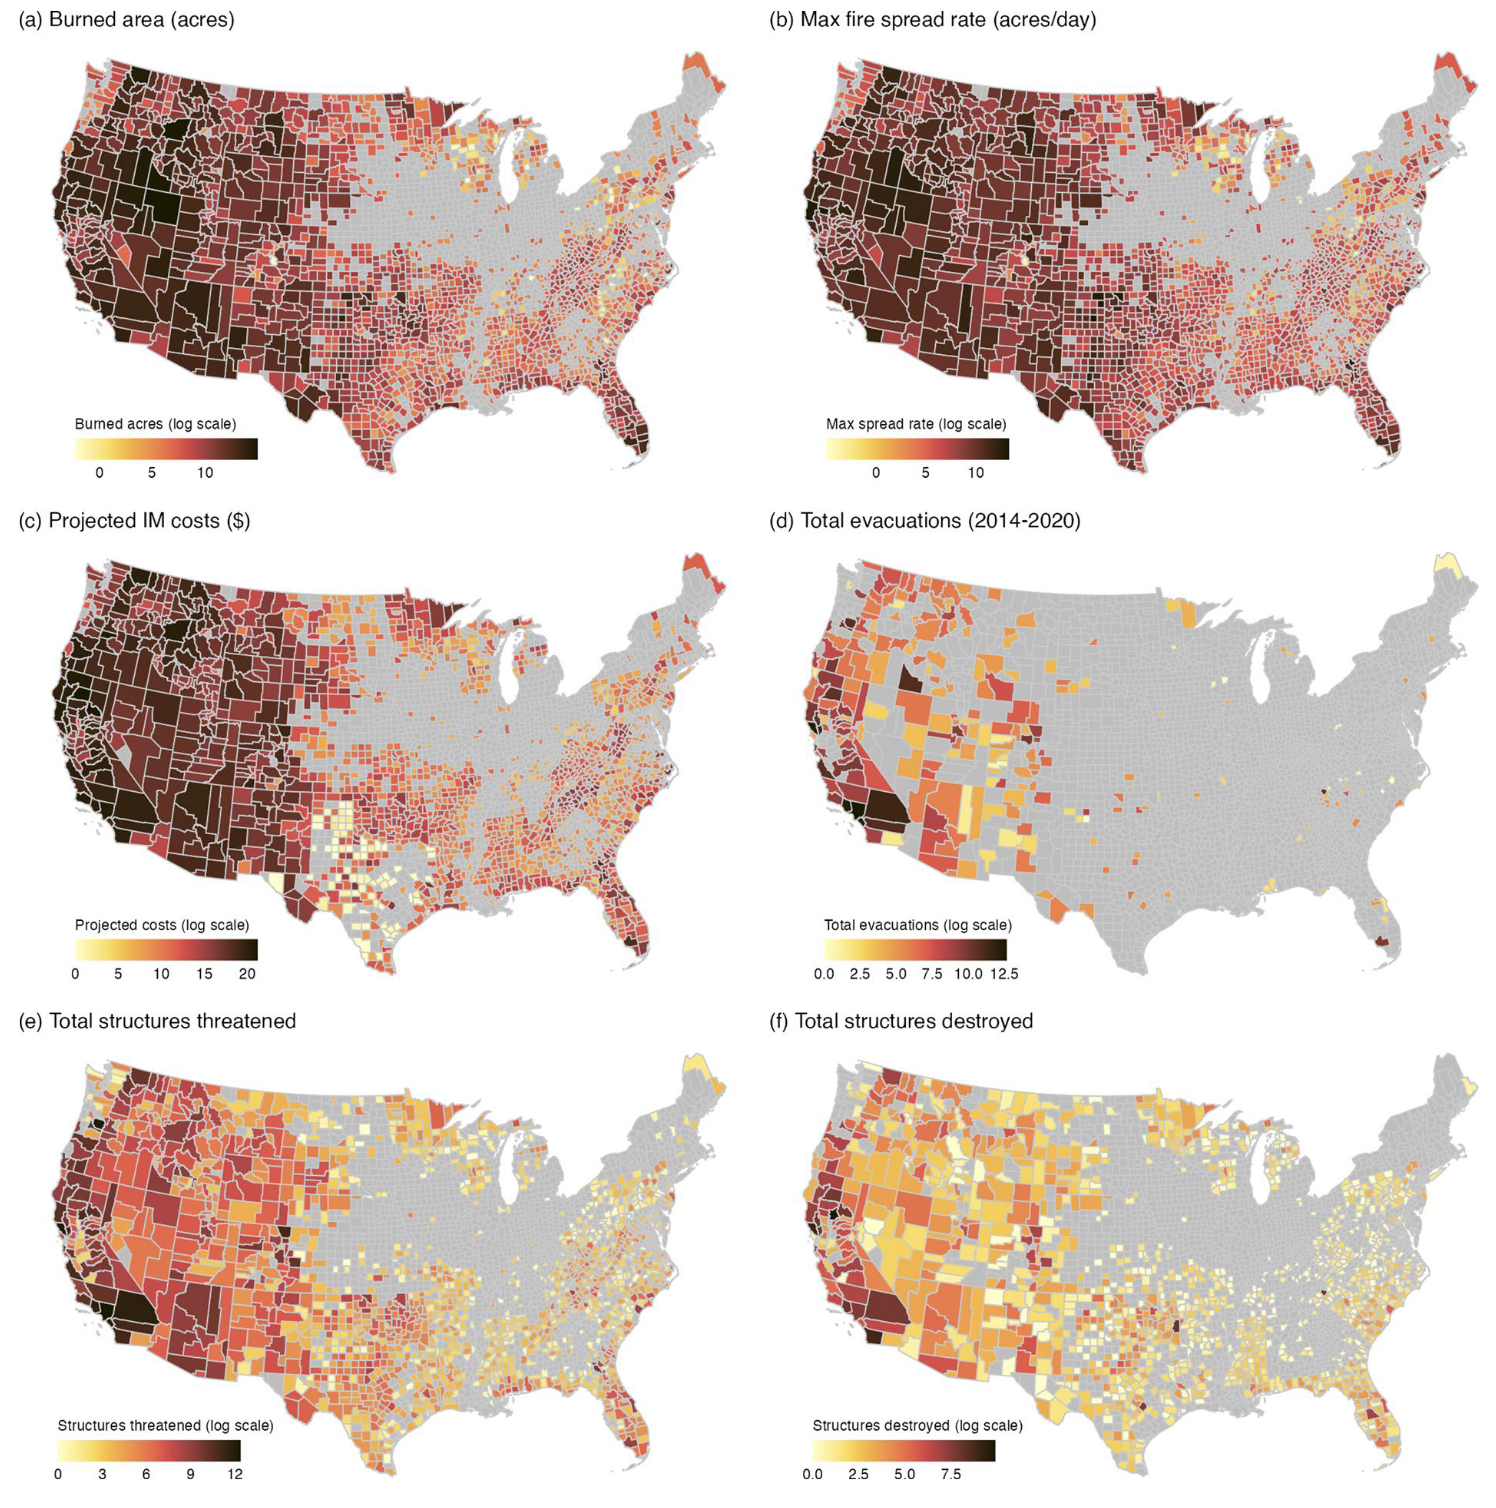 (a) Burned area (acres)
(b) Max fire spread rate (acres/day)
Burned acres (log scale)
0 5 10
Max spread rate (log scale)
0 5 10
(c) Projected IM costs ($)
(d) Total evacuations (2014-2020)
Projected costs (log scale)
0 5 10 15 20
Total evacuations (log scale)
0.0 2.5 5.0 7.5 10.0 12.5
(e) Total structures threatened
(f) Total structures destroyed
Structures threatened (log scale)
0 3 6 9 12
Structures destroyed (log scale)
0.0 2.5 5.0 7.5